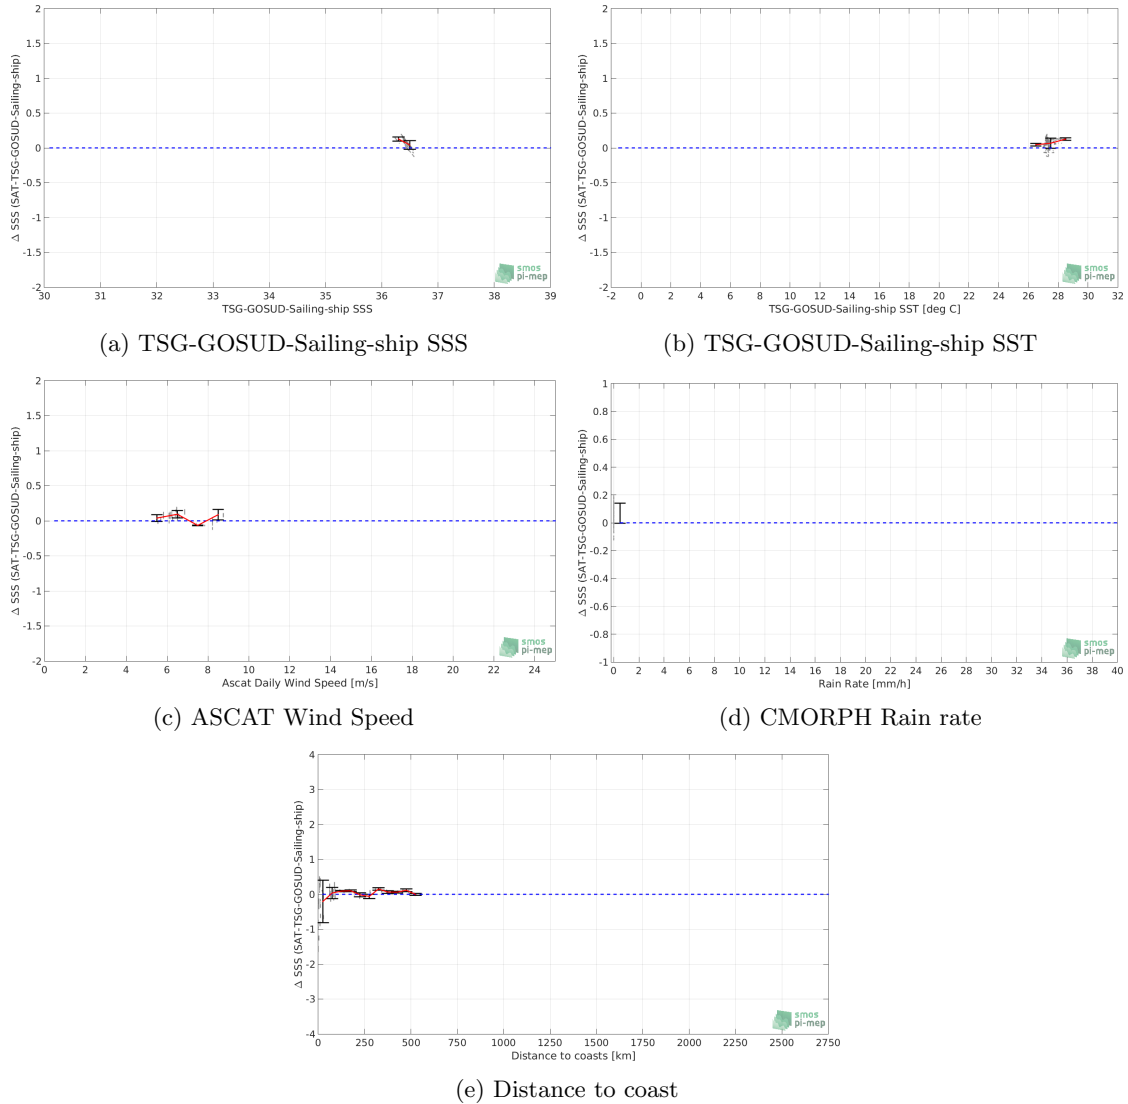 2
1.5
1
0.5
0
-0.5
-1
-1.5
-2
Δ SSS (SAT-TSG-GOSUD-Sailing-ship)
30 31 32 33 34 35 36 37 38 39
TSG-GOSUD-Sailing-ship SSS
smos
pi-mep
(a) TSG-GOSUD-Sailing-ship SSS
2
1.5
1
0.5
0
-0.5
-1
-1.5
-2
Δ SSS (SAT-TSG-GOSUD-Sailing-ship)
-2 0 2 4 6 8 10 12 14 16 18 20 22 24 26 28 30 32
TSG-GOSUD-Sailing-ship SST [deg C]
smos
pi-mep
(b) TSG-GOSUD-Sailing-ship SST
2
1.5
1
0.5
0
-0.5
-1
-1.5
-2
Δ SSS (SAT-TSG-GOSUD-Sailing-ship)
0 2 4 6 8 10 12 14 16 18 20 22 24
Ascat Daily Wind Speed [m/s]
smos
pi-mep
(c) ASCAT Wind Speed
1
0.8
0.6
0.4
0.2
0
-0.2
-0.4
-0.6
-0.8
-1
Δ SSS (SAT-TSG-GOSUD-Sailing-ship)
0 2 4 6 8 10 12 14 16 18 20 22 24 26 28 30 32 34 36 38 40
Rain Rate [mm/h]
smos
pi-mep
(d) CMORPH Rain rate
4
3
2
1
0
-1
-2
-3
-4
Δ SSS (SAT-TSG-GOSUD-Sailing-ship)
0 250 500 750 1000 1250 1500 1750 2000 2250 2500 2750
Distance to coasts [km]
smos
pi-mep
(e) Distance to coast